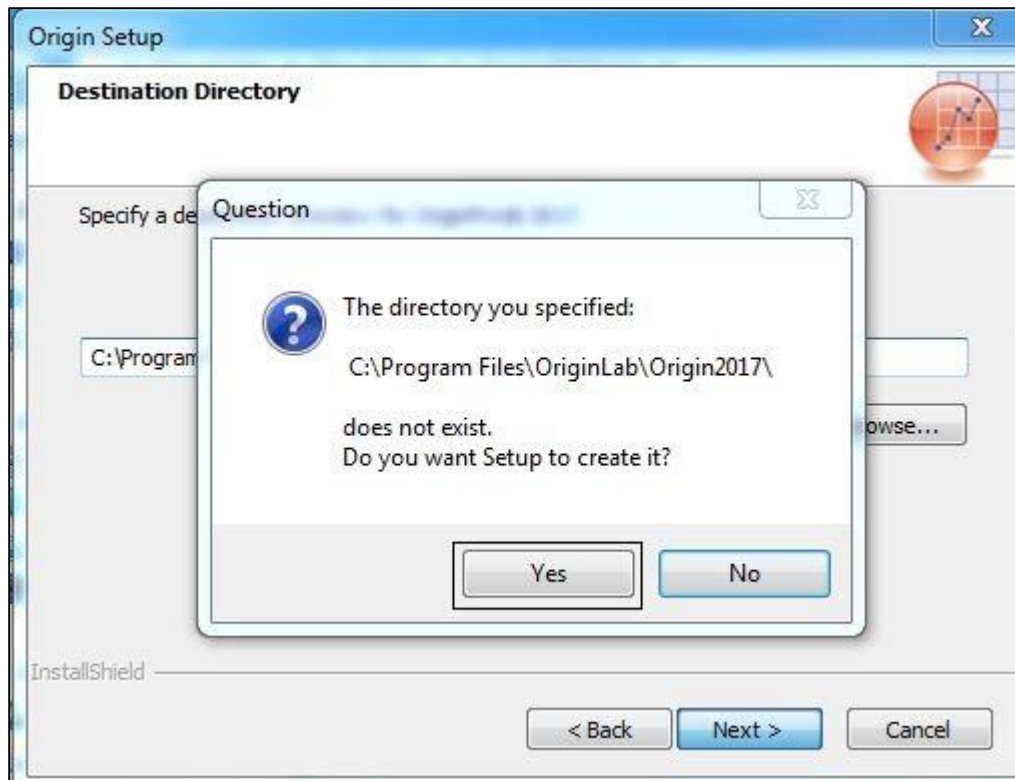 Origin Setup
Destination Directory
Specify a de
Question
The directory you specified:
C:\Program Files\OriginLab\Origin2017\
does not exist.
Do you want Setup to create it?
C:\Program
owse...
Yes
No
InstallShield
< Back
Next >
Cancel